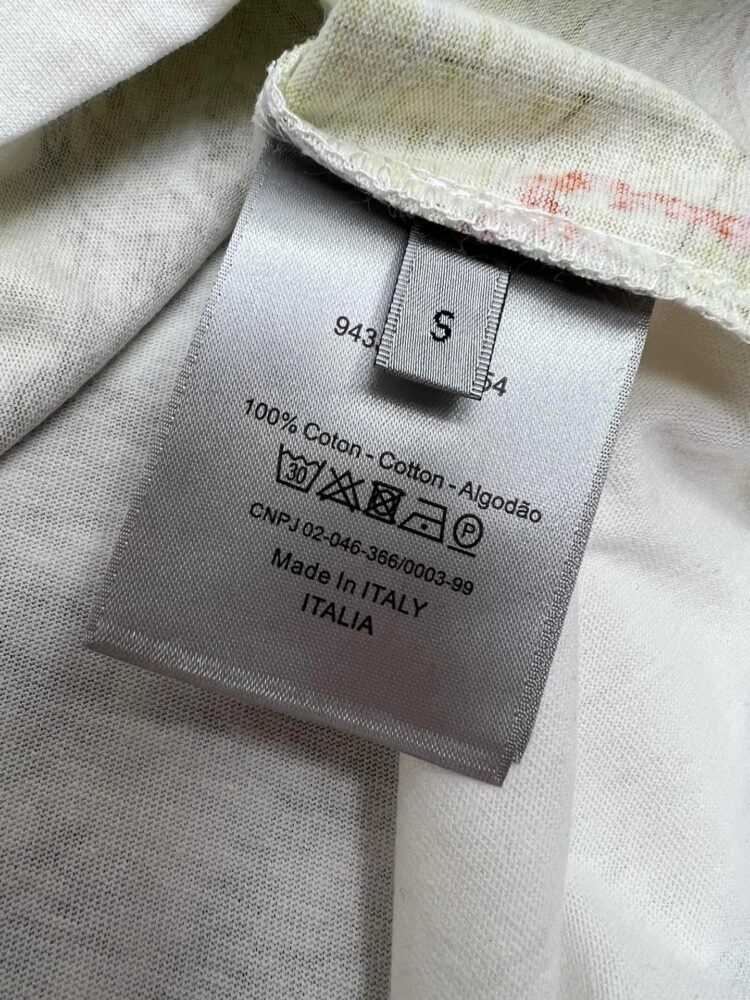 S
943
54
100% Coton - Cotton - Algodão
30 P
CNPJ 02-046-366/0003-99
Made In ITALY
ITALIA